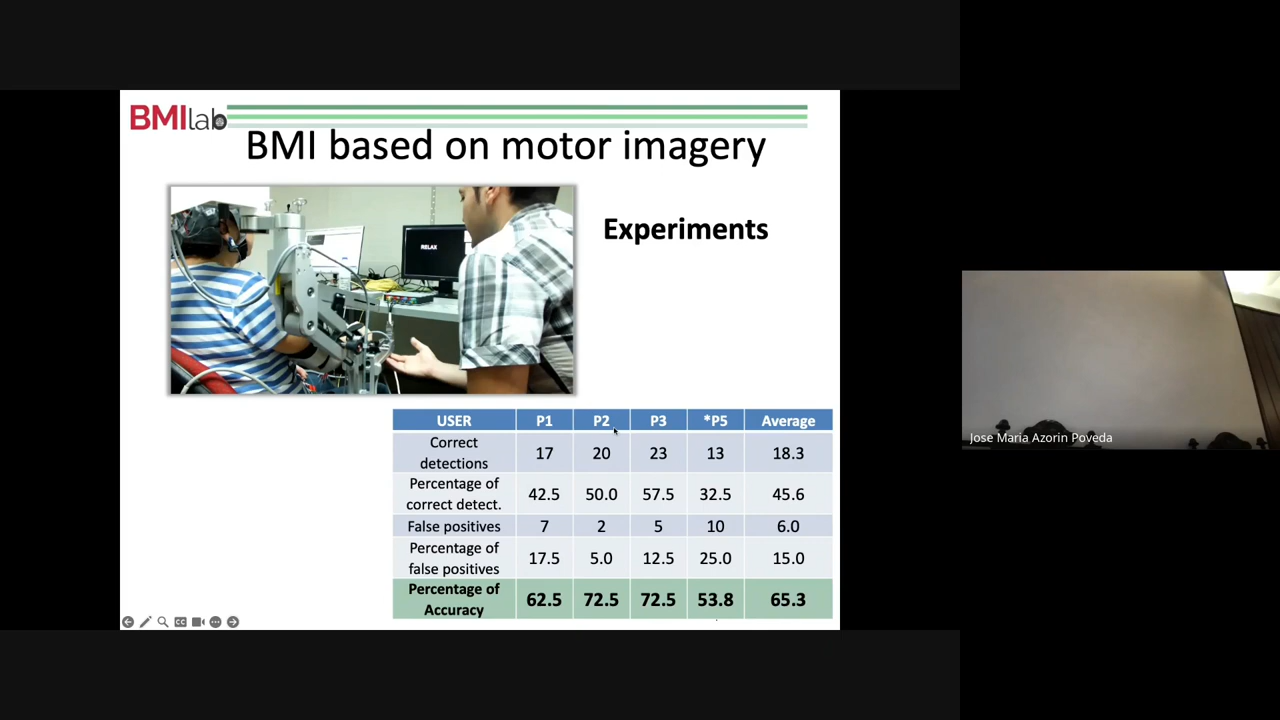 BMIlab
BMI based on motor imagery
RELAX
Experiments
USER P1 P2 P3 *P5 Average
Correct
detections 17 20 23 13 18.3
Percentage of
correct detect. 42.5 50.0 57.5 32.5 45.6
False positives 7 2 5 10 6.0
Percentage of
false positives 17.5 5.0 12.5 25.0 15.0
Percentage of
Accuracy 62.5 72.5 72.5 53.8 65.3
CC
Jose Maria Azorin Poveda